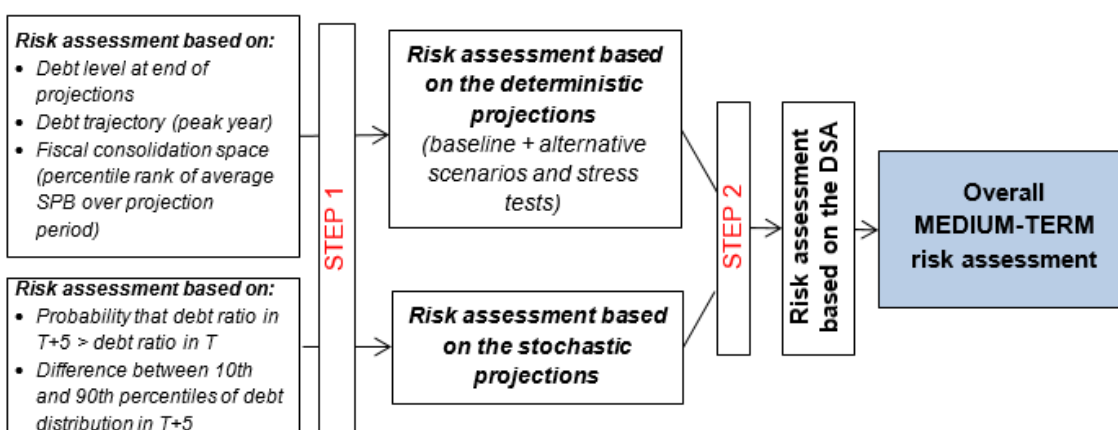 Risk assessment based on:
• Debt level at end of
projections
• Debt trajectory (peak year)
• Fiscal consolidation space
(percentile rank of average
SPB over projection
period)
Risk assessment based on:
• Probability that debt ratio in
T+5 > debt ratio in T
• Difference between 10th
and 90th percentiles of debt
distribution in T+5
STEP 1
Risk assessment based
on the deterministic
projections
(baseline + alternative
scenarios and stress
tests)
Risk assessment based
on the stochastic
projections
STEP 2
Risk assessment
based on the DSA
Overall
MEDIUM-TERM
risk assessment